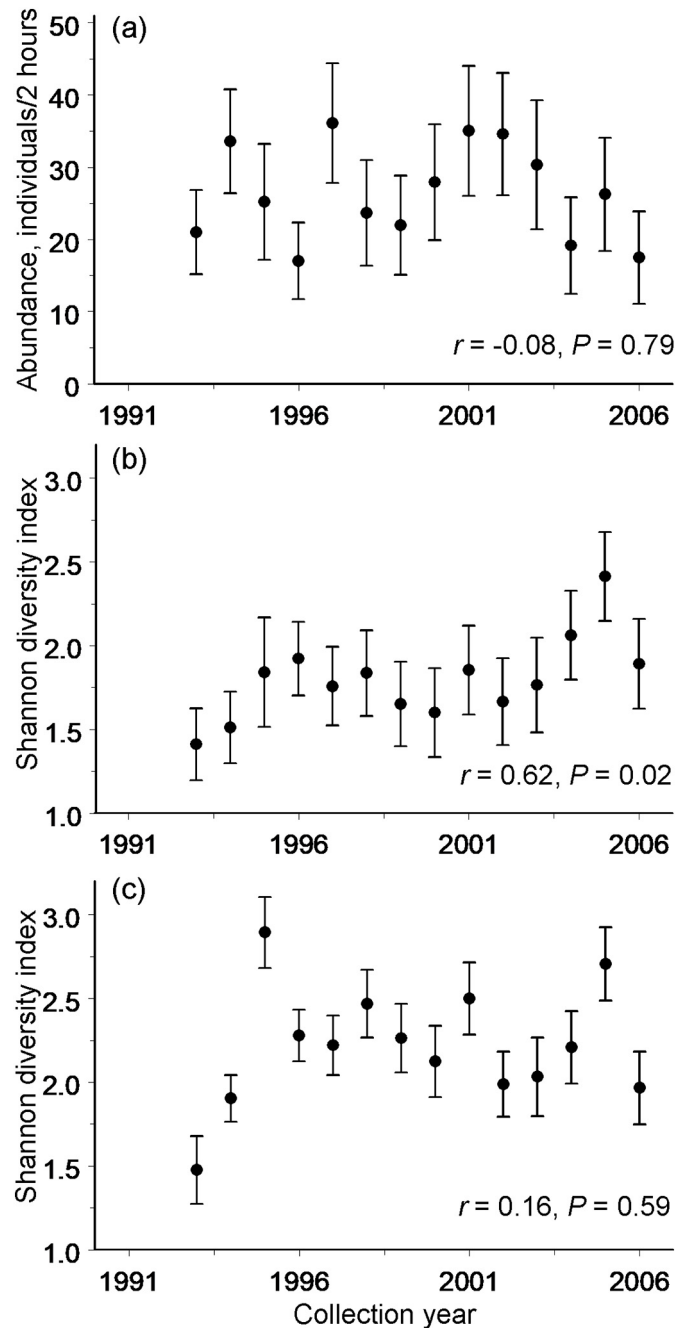 (a)
Abundance, individuals/2 hours
50
40
30
20
10
0
r = -0.08, P = 0.79
1991 1996 2001 2006
(b)
Shannon diversity index
3.0
2.5
2.0
1.5
1.0
r = 0.62, P = 0.02
1991 1996 2001 2006
(c)
Shannon diversity index
3.0
2.5
2.0
1.5
1.0
r = 0.16, P = 0.59
1991 1996 2001 2006
Collection year